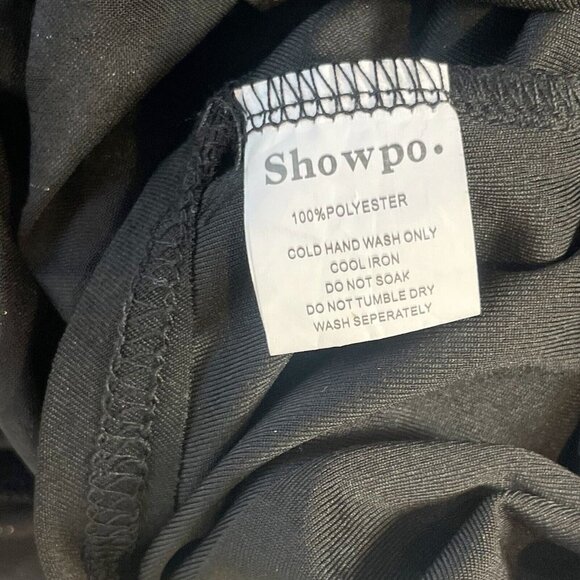 Showpo.
100%POLYESTER
COLD HAND WASH ONLY
COOL IRON
DO NOT SOAK
DO NOT TUMBLE DRY
WASH SEPERATELY